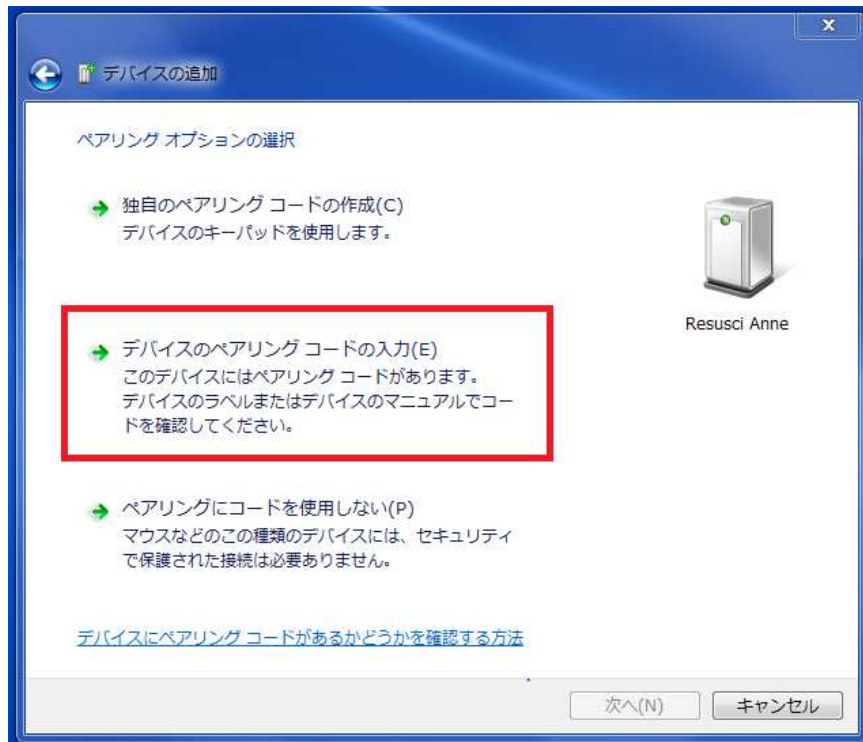 x
デバイスの追加
ペアリング オプションの選択
独自のペアリング コードの作成(C)
デバイスのキーパッドを使用します。
Resusci Anne
デバイスのペアリング コードの入力(E)
このデバイスにはペアリング コードがあります。
デバイスのラベルまたはデバイスのマニュアルでコー
ドを確認してください。
ペアリングにコードを使用しない(P)
マウスなどのこの種類のデバイスには、セキュリティ
で保護された接続は必要ありません。
デバイスにペアリング コードがあるかどうかを確認する方法
次へ(N)
キャンセル